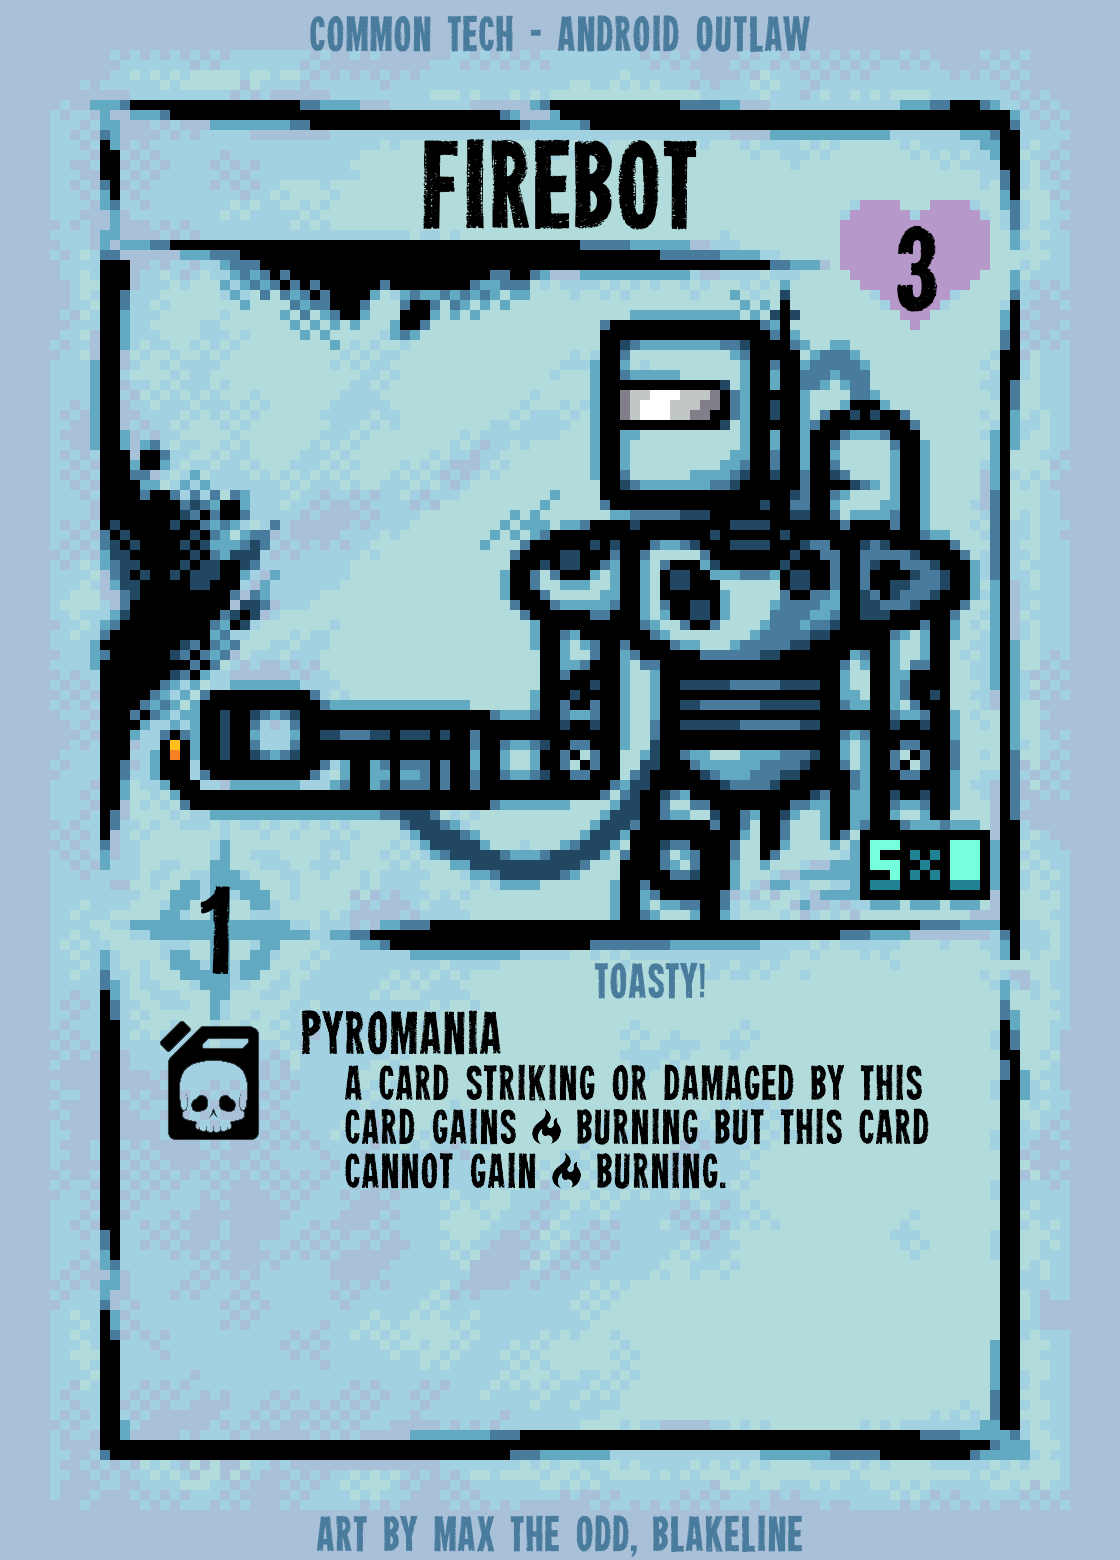 COMMON TECH - ANDROID OUTLAW
FIREBOT
3
5 X
1
TOASTY!
PYROMANIA
A CARD STRIKING OR DAMAGED BY THIS
CARD GAINS 🔥 BURNING BUT THIS CARD
CANNOT GAIN 🔥 BURNING.
ART BY MAX THE ODD, BLAKELINE